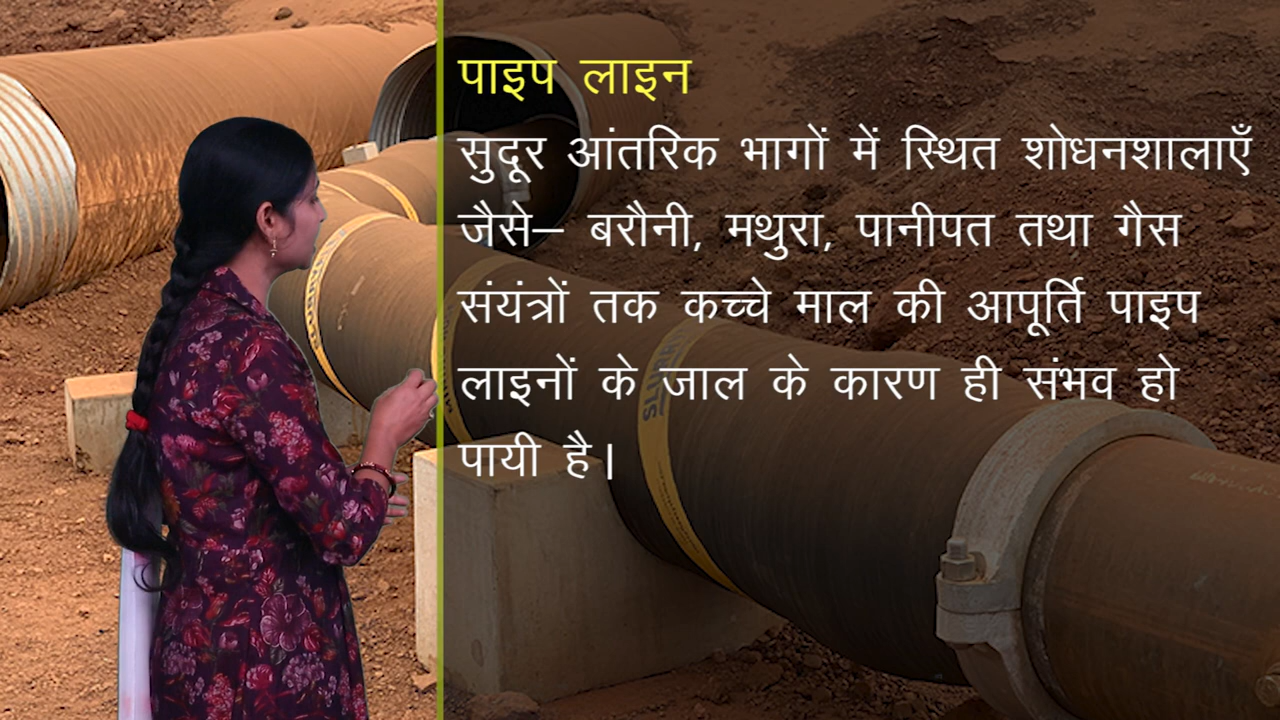 पाइप लाइन
सुदूर आंतरिक भागों में स्थित शोधनशालाएँ
जैसे– बरौनी, मथुरा, पानीपत तथा गैस
संयंत्रों तक कच्चे माल की आपूर्ति पाइप
लाइनों के जाल के कारण ही संभव हो
पायी है।